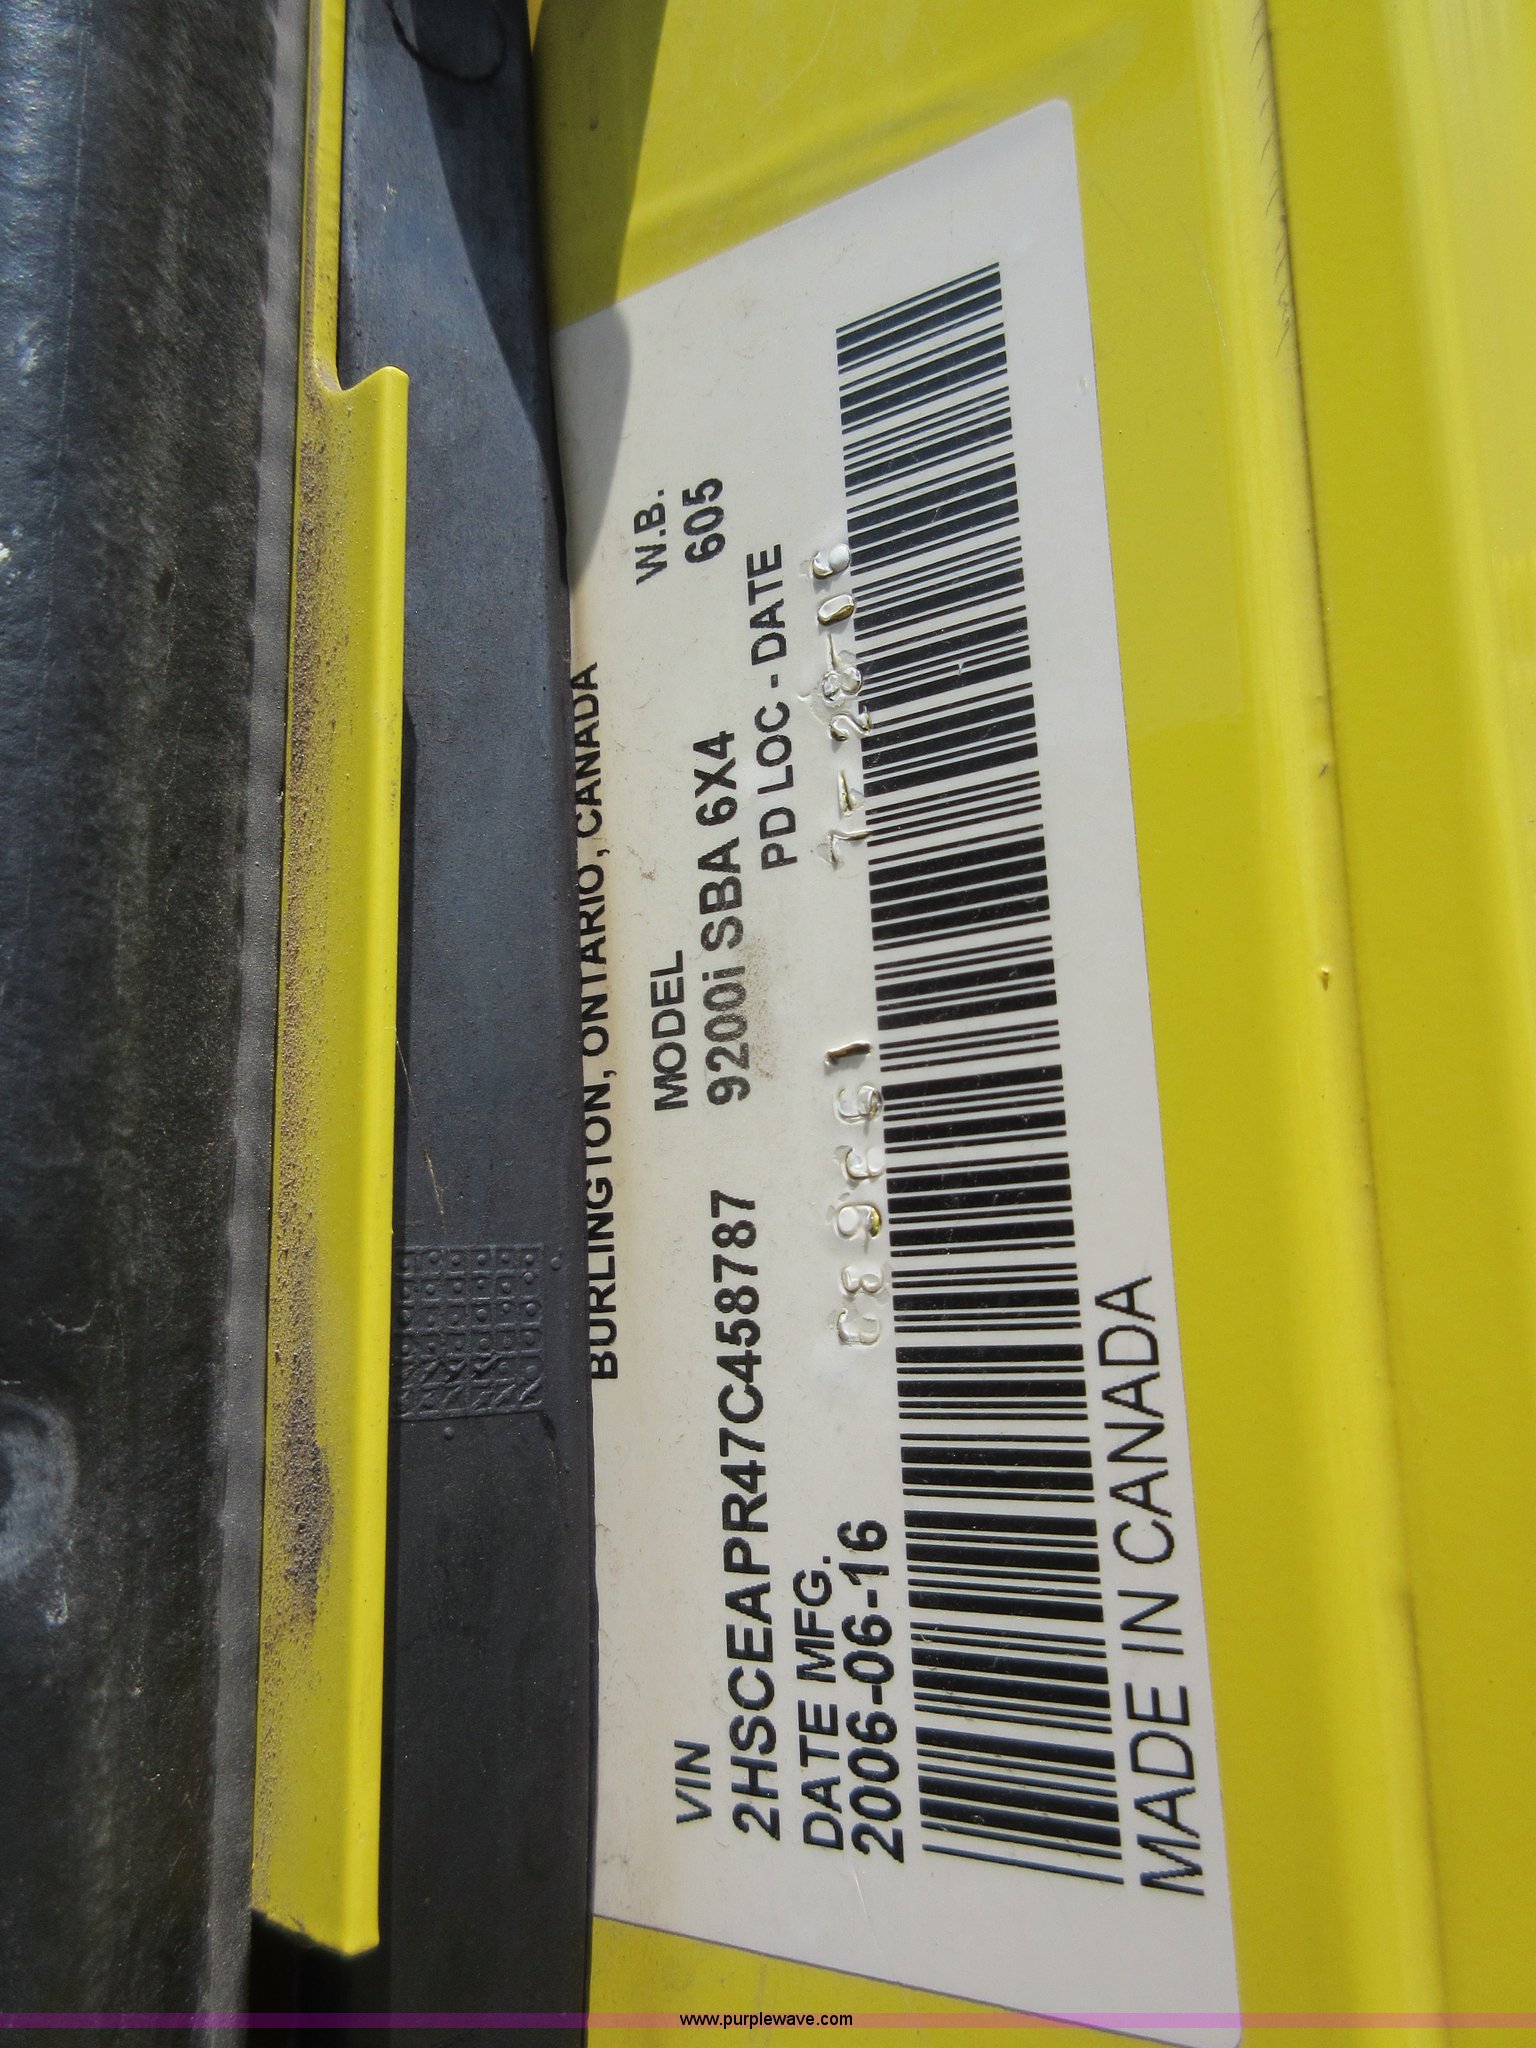 BURLINGTON, ONTARIO, CANADA
VIN MODEL W.B.
2HSCEAPR47C458787 9200i SBA 6X4 605
DATE MFG. PD LOC - DATE
2006-06-16
MADE IN CANADA
www.purplewave.com